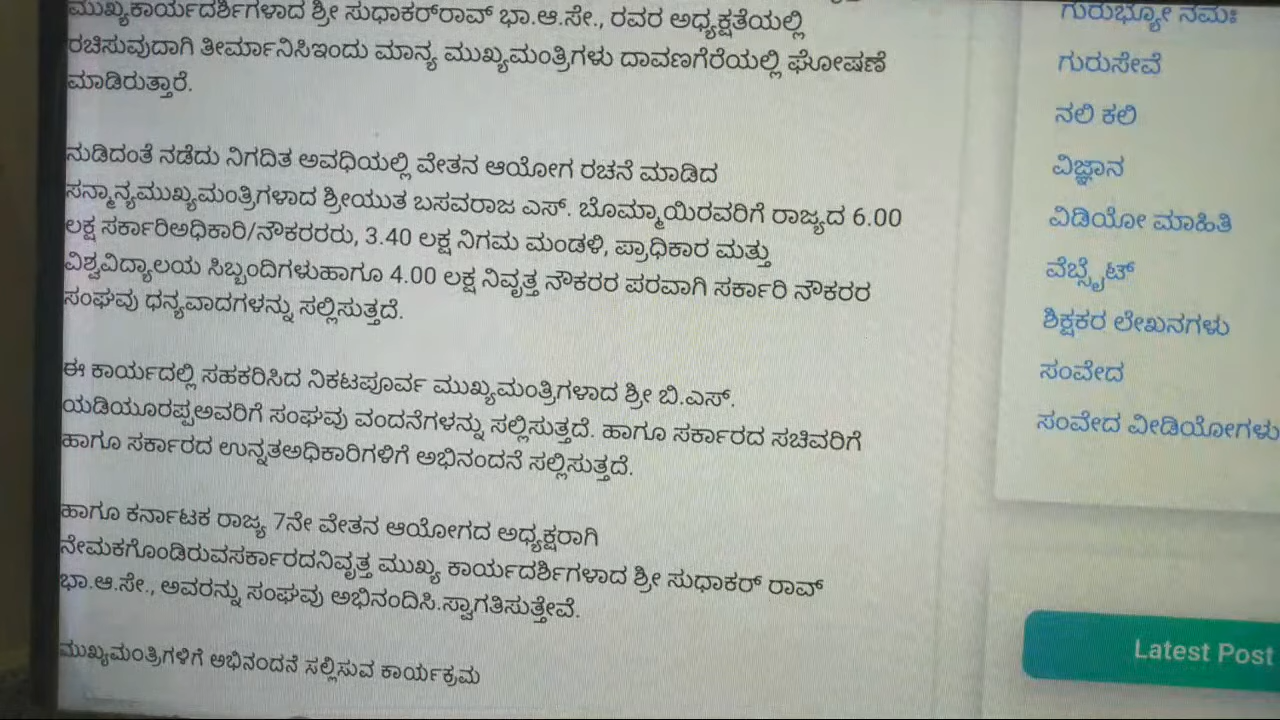 ಮುಖ್ಯಕಾರ್ಯದರ್ಶಿಗಳಾದ ಶ್ರೀ ಸುಧಾಕರ್‌ರಾವ್ ಭಾ.ಆ.ಸೇ., ರವರ ಅಧ್ಯಕ್ಷತೆಯಲ್ಲಿ
ರಚಿಸುವುದಾಗಿ ತೀರ್ಮಾನಿಸಿಇಂದು ಮಾನ್ಯ ಮುಖ್ಯಮಂತ್ರಿಗಳು ದಾವಣಗೆರೆಯಲ್ಲಿ ಘೋಷಣೆ
ಮಾಡಿರುತ್ತಾರೆ.
ನುಡಿದಂತೆ ನಡೆದು ನಿಗದಿತ ಅವಧಿಯಲ್ಲಿ ವೇತನ ಆಯೋಗ ರಚನೆ ಮಾಡಿದ
ಸನ್ಮಾನ್ಯಮುಖ್ಯಮಂತ್ರಿಗಳಾದ ಶ್ರೀಯುತ ಬಸವರಾಜ ಎಸ್. ಬೊಮ್ಮಾಯಿರವರಿಗೆ ರಾಜ್ಯದ 6.00
ಲಕ್ಷ ಸರ್ಕಾರಿಅಧಿಕಾರಿ/ನೌಕರರರು, 3.40 ಲಕ್ಷ ನಿಗಮ ಮಂಡಳಿ, ಪ್ರಾಧಿಕಾರ ಮತ್ತು
ವಿಶ್ವವಿದ್ಯಾಲಯ ಸಿಬ್ಬಂದಿಗಳುಹಾಗೂ 4.00 ಲಕ್ಷ ನಿವೃತ್ತ ನೌಕರರ ಪರವಾಗಿ ಸರ್ಕಾರಿ ನೌಕರರ
ಸಂಘವು ಧನ್ಯವಾದಗಳನ್ನು ಸಲ್ಲಿಸುತ್ತದೆ.
ಈ ಕಾರ್ಯದಲ್ಲಿ ಸಹಕರಿಸಿದ ನಿಕಟಪೂರ್ವ ಮುಖ್ಯಮಂತ್ರಿಗಳಾದ ಶ್ರೀ ಬಿ.ಎಸ್.
ಯಡಿಯೂರಪ್ಪಅವರಿಗೆ ಸಂಘವು ವಂದನೆಗಳನ್ನು ಸಲ್ಲಿಸುತ್ತದೆ. ಹಾಗೂ ಸರ್ಕಾರದ ಸಚಿವರಿಗೆ
ಹಾಗೂ ಸರ್ಕಾರದ ಉನ್ನತಅಧಿಕಾರಿಗಳಿಗೆ ಅಭಿನಂದನೆ ಸಲ್ಲಿಸುತ್ತದೆ.
ಹಾಗೂ ಕರ್ನಾಟಕ ರಾಜ್ಯ 7ನೇ ವೇತನ ಆಯೋಗದ ಅಧ್ಯಕ್ಷರಾಗಿ
ನೇಮಕಗೊಂಡಿರುವಸರ್ಕಾರದನಿವೃತ್ತ ಮುಖ್ಯ ಕಾರ್ಯದರ್ಶಿಗಳಾದ ಶ್ರೀ ಸುಧಾಕರ್ ರಾವ್
ಭಾ.ಆ.ಸೇ., ಅವರನ್ನು ಸಂಘವು ಅಭಿನಂದಿಸಿ.ಸ್ವಾಗತಿಸುತ್ತೇವೆ.
ಮುಖ್ಯಮಂತ್ರಿಗಳಿಗೆ ಅಭಿನಂದನೆ ಸಲ್ಲಿಸುವ ಕಾರ್ಯಕ್ರಮ
ಗುರುಭ್ಯೋ ನಮಃ
ಗುರುಸೇವೆ
ನಲಿ ಕಲಿ
ವಿಜ್ಞಾನ
ವಿಡಿಯೋ ಮಾಹಿತಿ
ವೆಬ್ಸೈಟ್
ಶಿಕ್ಷಕರ ಲೇಖನಗಳು
ಸಂವೇದ
ಸಂವೇದ ವೀಡಿಯೋಗಳು
Latest Post